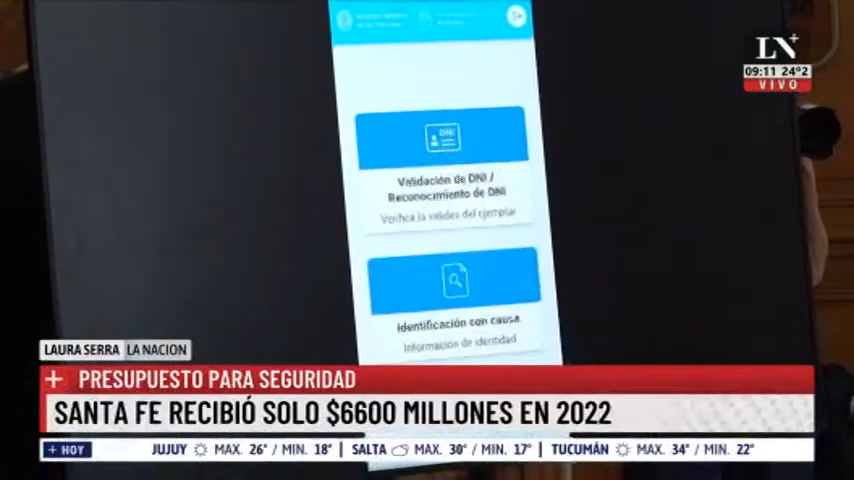 LN+
09:11 24º2
VIVO
DNI
Validación de DNI /
Reconocimiento de DNI
Verifica la validez del ejemplar
Identificación con causa
Información de identidad
LAURA SERRA LA NACION
+ PRESUPUESTO PARA SEGURIDAD
SANTA FE RECIBIÓ SOLO $6600 MILLONES EN 2022
+ HOY JUJUY MAX. 26° / MIN. 18° | SALTA MAX. 30° / MIN. 17° | TUCUMÁN MAX. 34° / MIN. 22°